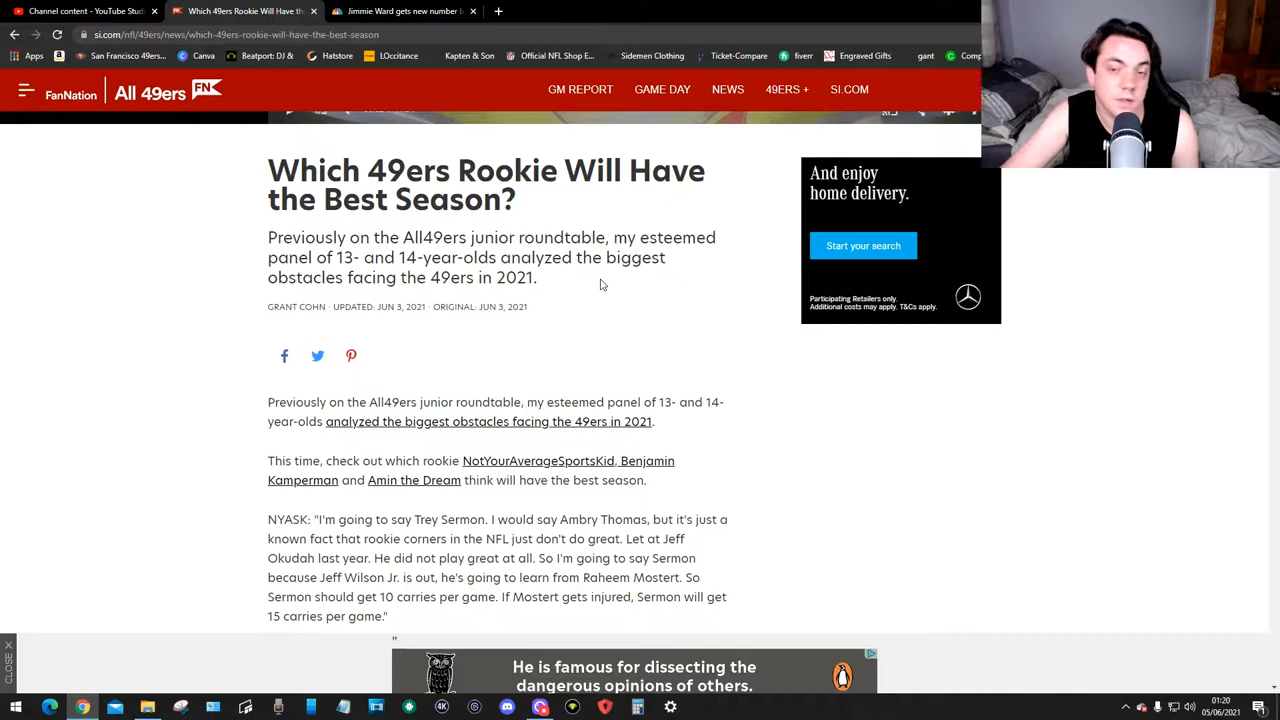 Channel content - YouTube Studi
Which 49ers Rookie Will Have the
Jimmie Ward gets new number b
si.com/nfl/49ers/news/which-49ers-rookie-will-have-the-best-season
Apps
San Francisco 49ers...
Canva
Beatport: DJ &
Hatstore
LOccitance
Kapten & Son
Official NFL Shop E...
Sidemen Clothing
Ticket-Compare
fiverr
Engraved Gifts
gant
Comp
FanNation
All 49ers
FN
GM REPORT
GAME DAY
NEWS
49ERS +
SI.COM
Which 49ers Rookie Will Have
the Best Season?
Previously on the All49ers junior roundtable, my esteemed
panel of 13- and 14-year-olds analyzed the biggest
obstacles facing the 49ers in 2021.
GRANT COHN · UPDATED: JUN 3, 2021 · ORIGINAL: JUN 3, 2021
And enjoy
home delivery.
Start your search
Participating Retailers only.
Additional costs may apply. T&Cs apply.
Previously on the All49ers junior roundtable, my esteemed panel of 13- and 14-
year-olds analyzed the biggest obstacles facing the 49ers in 2021.
This time, check out which rookie NotYourAverageSportsKid, Benjamin
Kamperman and Amin the Dream think will have the best season.
NYASK: "I'm going to say Trey Sermon. I would say Ambry Thomas, but it's just a
known fact that rookie corners in the NFL just don't do great. Let at Jeff
Okudah last year. He did not play great at all. So I'm going to say Sermon
because Jeff Wilson Jr. is out, he's going to learn from Raheem Mostert. So
Sermon should get 10 carries per game. If Mostert gets injured, Sermon will get
15 carries per game."
"
CLOSE X
He is famous for dissecting the
dangerous opinions of others.
4K
01:20
05/06/2021